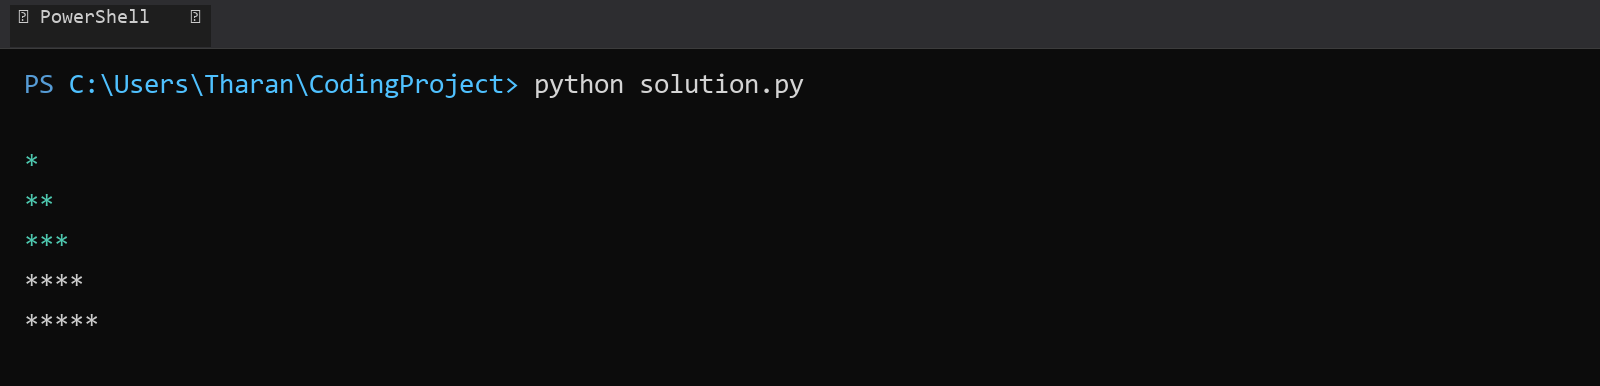 PowerShell
PS C:\Users\Tharan\CodingProject> python solution.py
*
**
***
****
*****